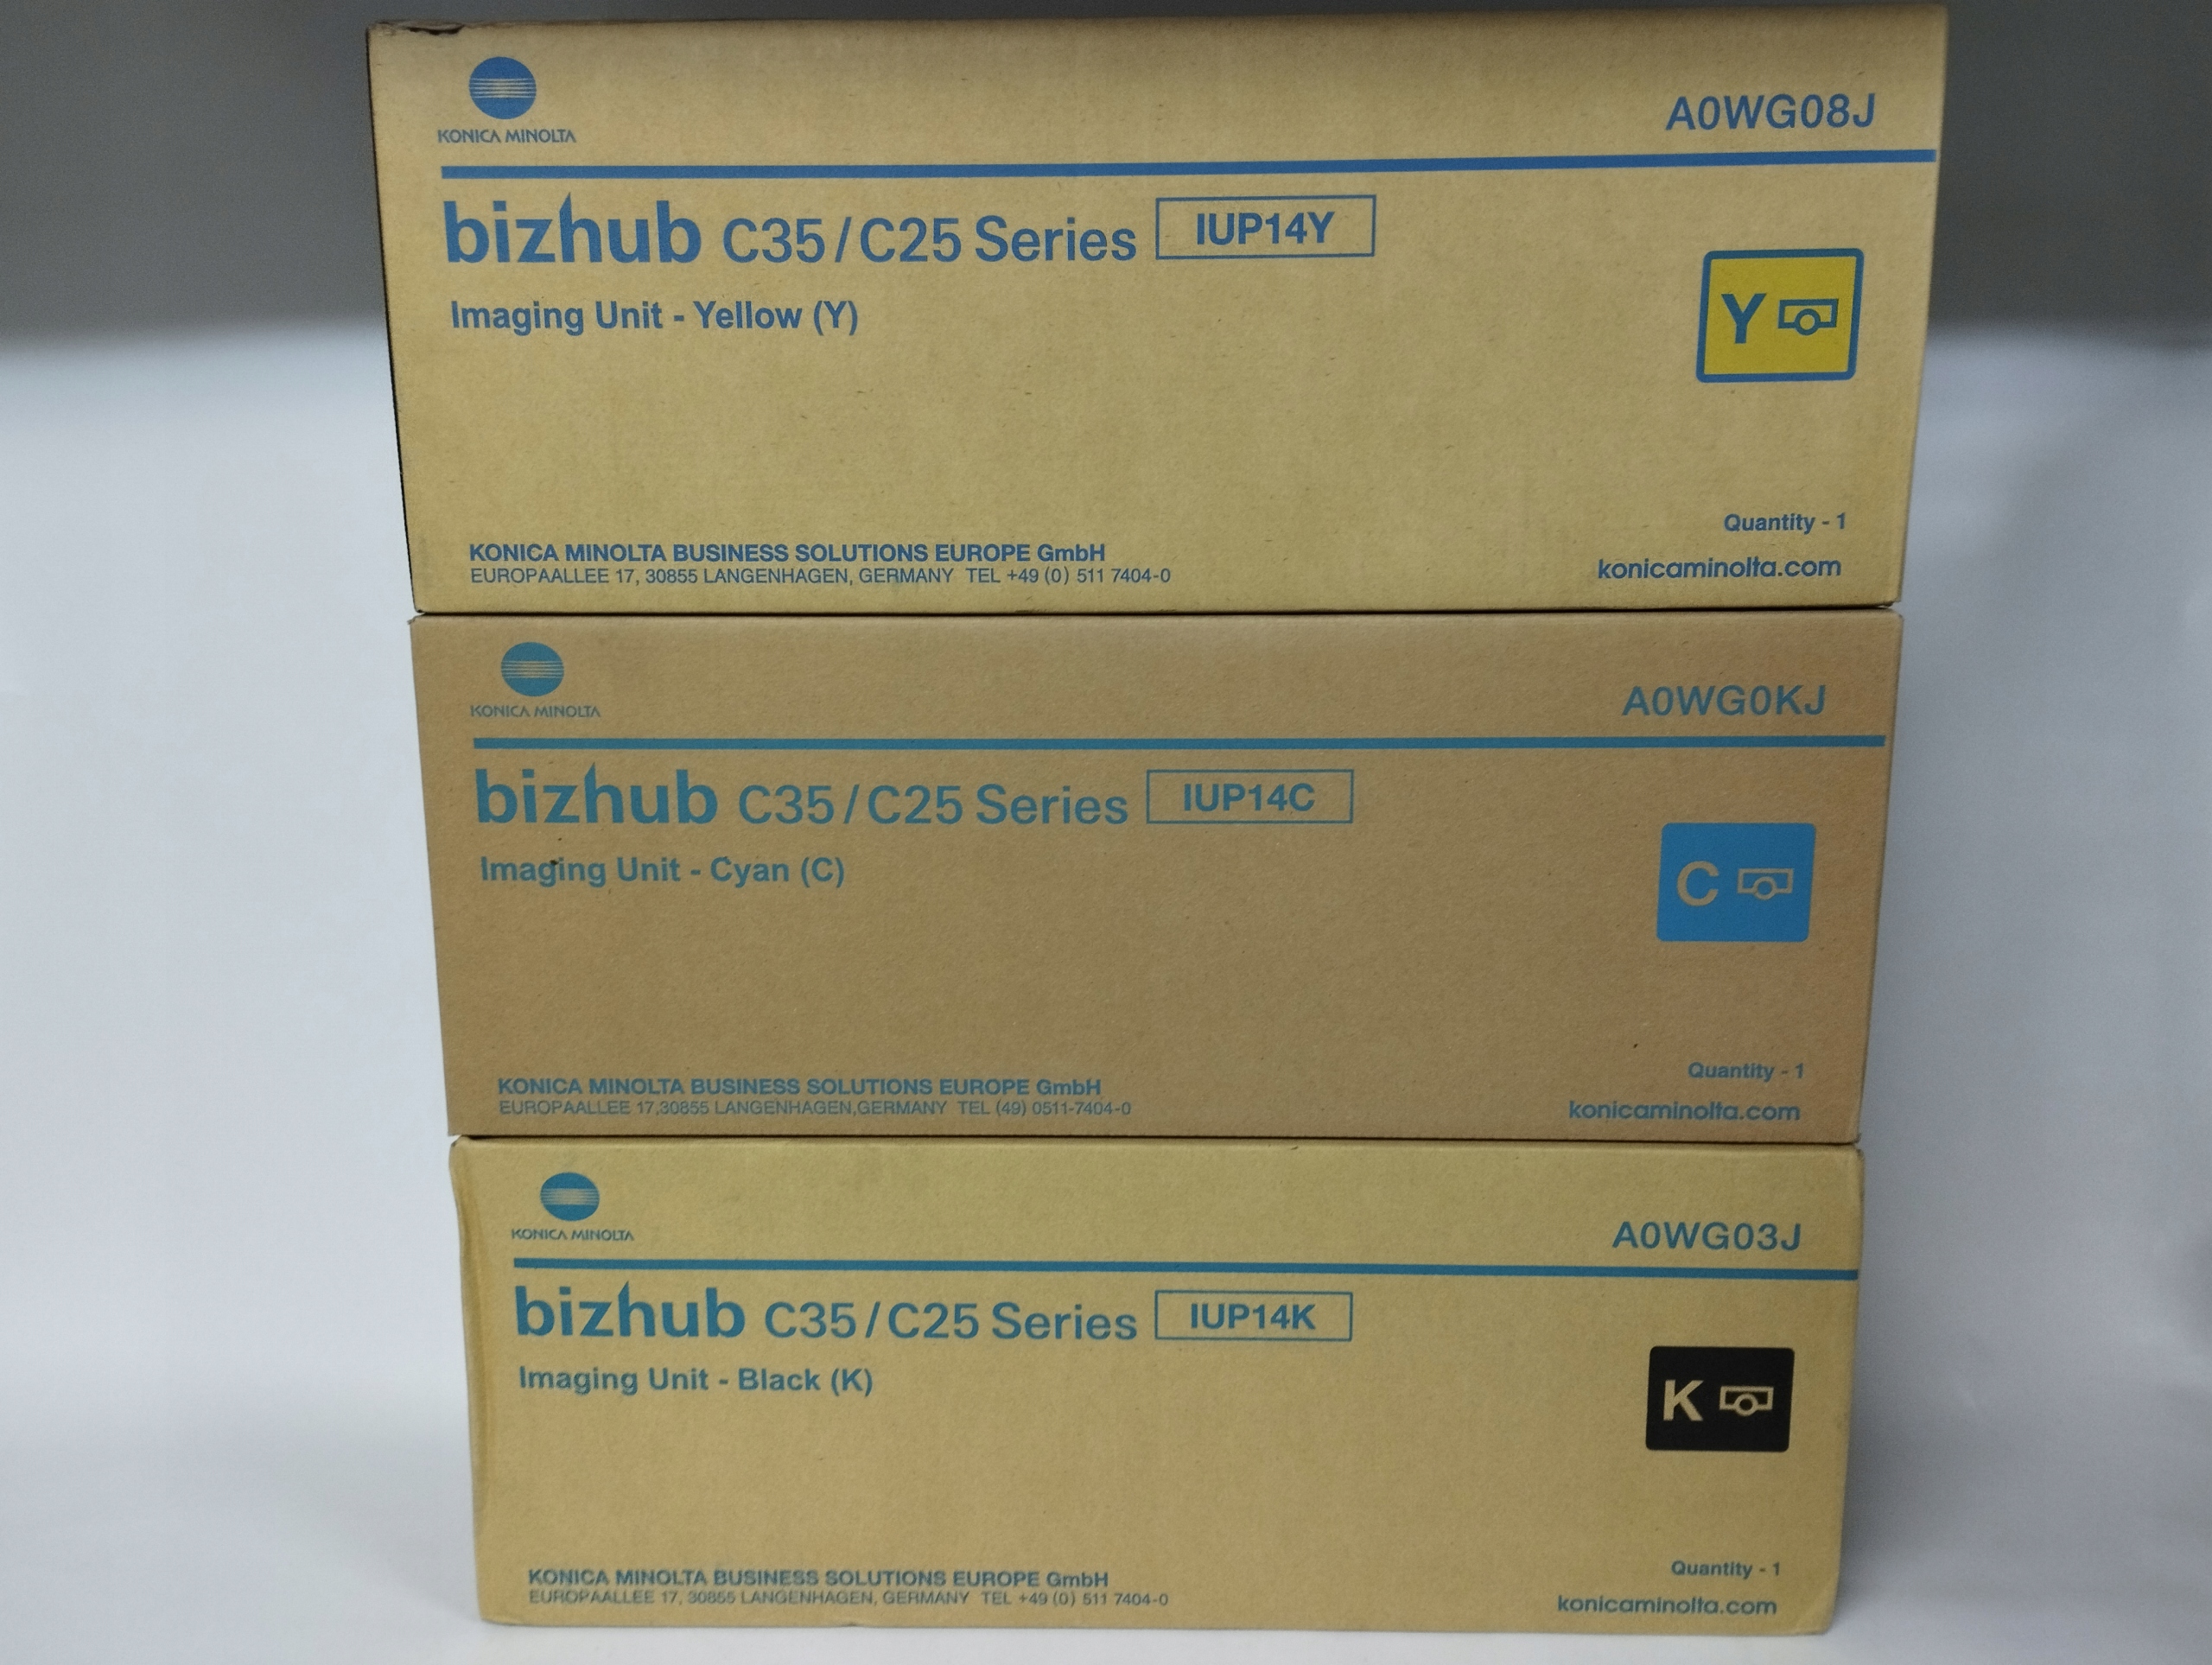 KONICA MINOLTA
A0WG08J
bizhub C35/C25 Series IUP14Y
Imaging Unit - Yellow (Y)
Y
Quantity - 1
KONICA MINOLTA BUSINESS SOLUTIONS EUROPE GmbH
EUROPAALLEE 17, 30855 LANGENHAGEN, GERMANY TEL +49 (0) 511 7404-0
konicaminolta.com
KONICA MINOLTA
A0WG0KJ
bizhub C35/C25 Series IUP14C
Imaging Unit - Cyan (C)
C
Quantity - 1
KONICA MINOLTA BUSINESS SOLUTIONS EUROPE GmbH
EUROPAALLEE 17,30855 LANGENHAGEN,GERMANY TEL (49) 0511-7404-0
konicaminolta.com
KONICA MINOLTA
A0WG03J
bizhub C35/C25 Series IUP14K
Imaging Unit - Black (K)
K
Quantity - 1
KONICA MINOLTA BUSINESS SOLUTIONS EUROPE GmbH
EUROPAALLEE 17, 30855 LANGENHAGEN, GERMANY TEL +49 (0) 511 7404-0
konicaminolta.com